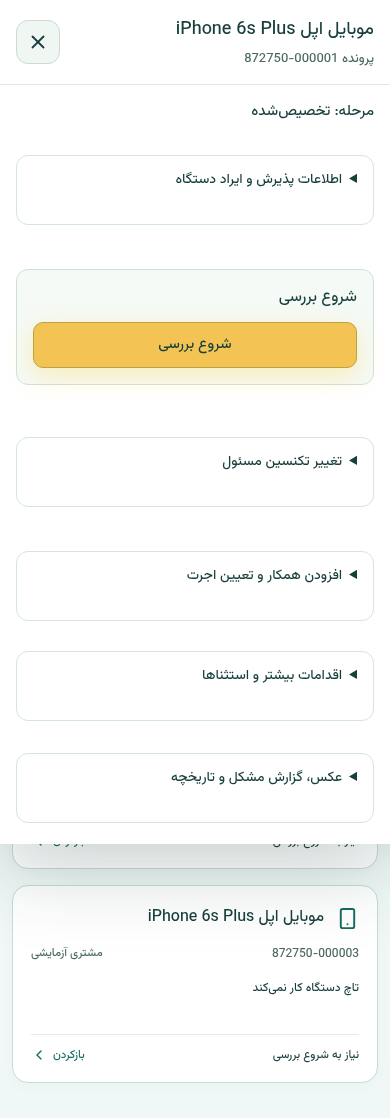 موبایل اپل iPhone 6s Plus
پرونده 000001-872750
مرحله: تخصیص‌شده
اطلاعات پذیرش و ایراد دستگاه
شروع بررسی
شروع بررسی
تغییر تکنسین مسئول
افزودن همکار و تعیین اجرت
اقدامات بیشتر و استثناها
عکس، گزارش مشکل و تاریخچه
موبایل اپل iPhone 6s Plus
872750-000003 مشتری آزمایشی
تاچ دستگاه کار نمی‌کند
نیاز به شروع بررسی بازکردن